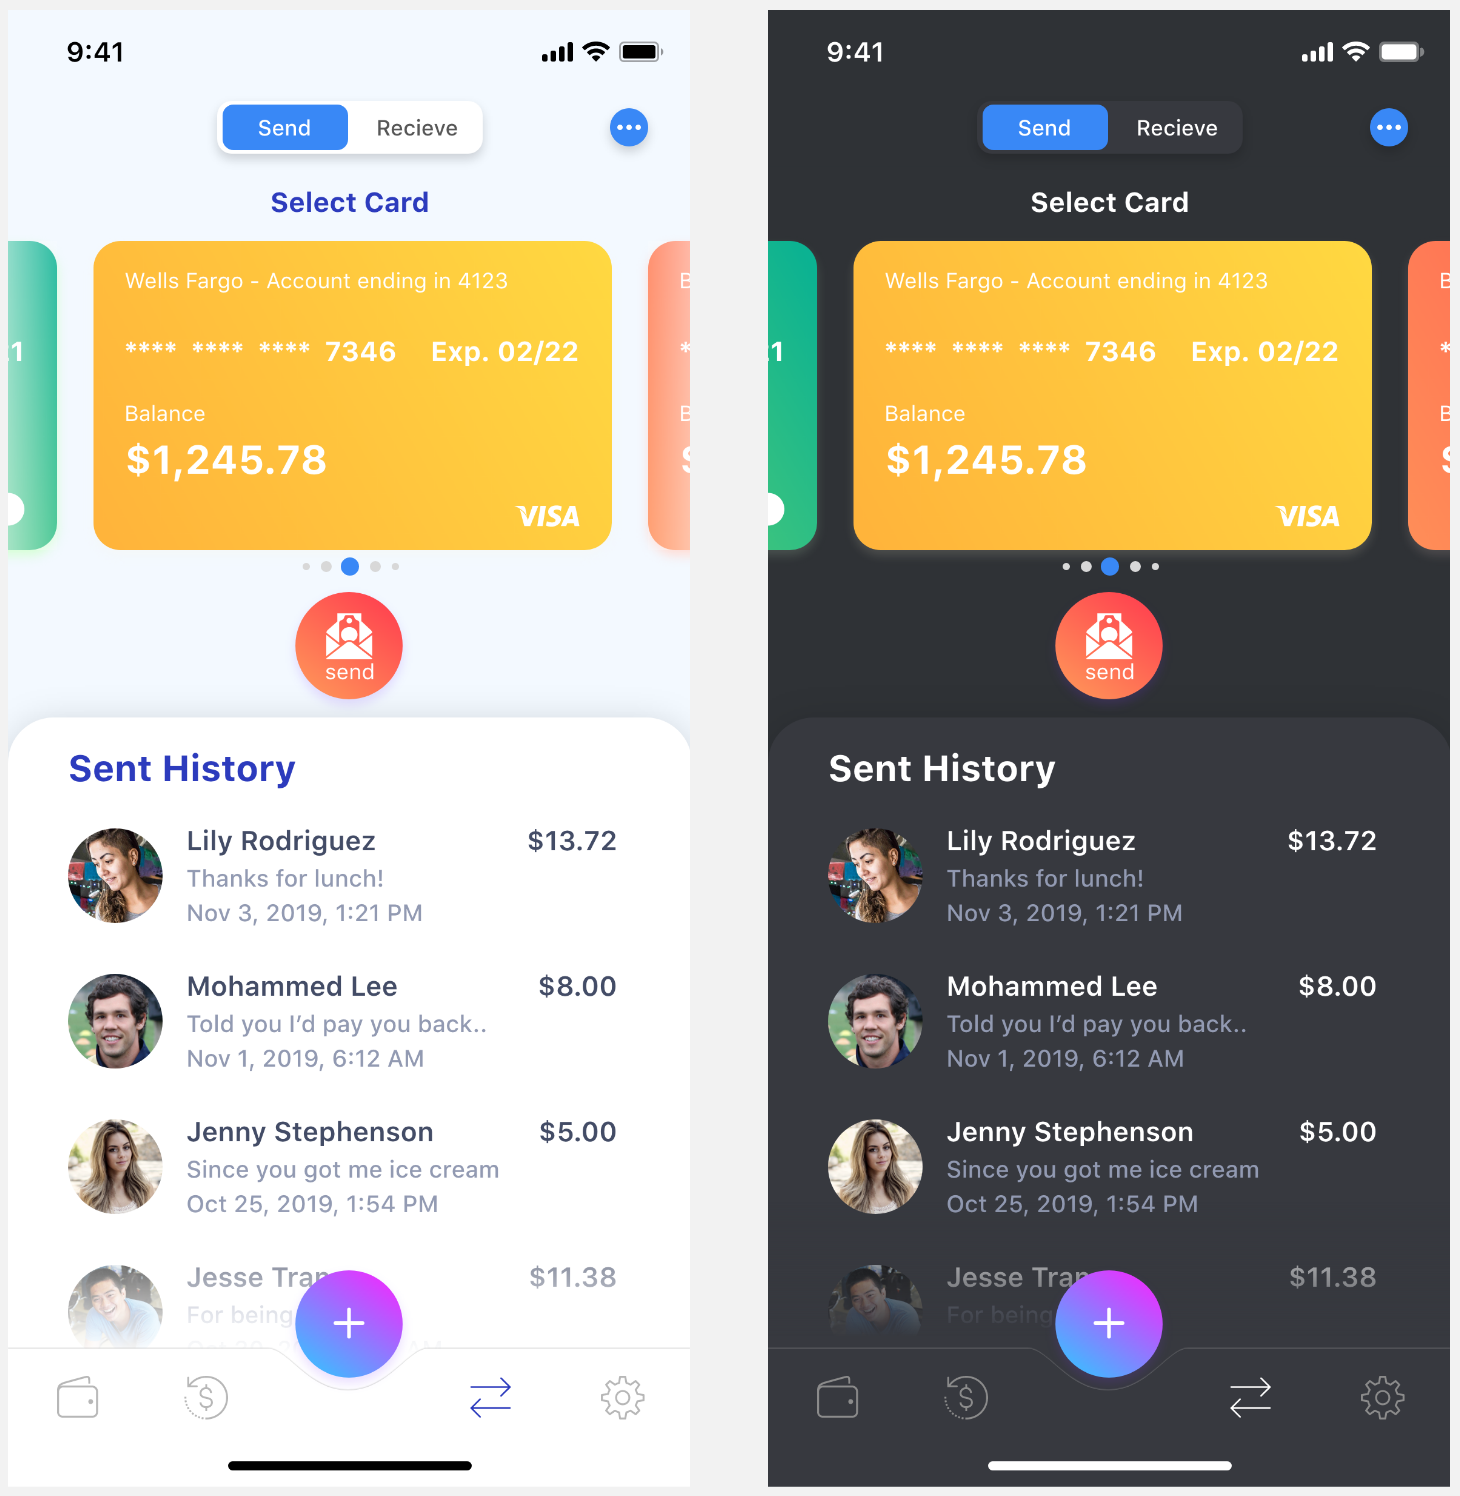 9:41
Send Recieve
Select Card
1
Wells Fargo - Account ending in 4123
**** **** **** 7346 Exp. 02/22
Balance
$1,245.78
VISA
B
*
B
$
send
Sent History
Lily Rodriguez $13.72
Thanks for lunch!
Nov 3, 2019, 1:21 PM
Mohammed Lee $8.00
Told you I’d pay you back..
Nov 1, 2019, 6:12 AM
Jenny Stephenson $5.00
Since you got me ice cream
Oct 25, 2019, 1:54 PM
Jesse Tran $11.38
For being
9:41
Send Recieve
Select Card
1
Wells Fargo - Account ending in 4123
**** **** **** 7346 Exp. 02/22
Balance
$1,245.78
VISA
B
*
B
$
send
Sent History
Lily Rodriguez $13.72
Thanks for lunch!
Nov 3, 2019, 1:21 PM
Mohammed Lee $8.00
Told you I’d pay you back..
Nov 1, 2019, 6:12 AM
Jenny Stephenson $5.00
Since you got me ice cream
Oct 25, 2019, 1:54 PM
Jesse Tran $11.38
For being